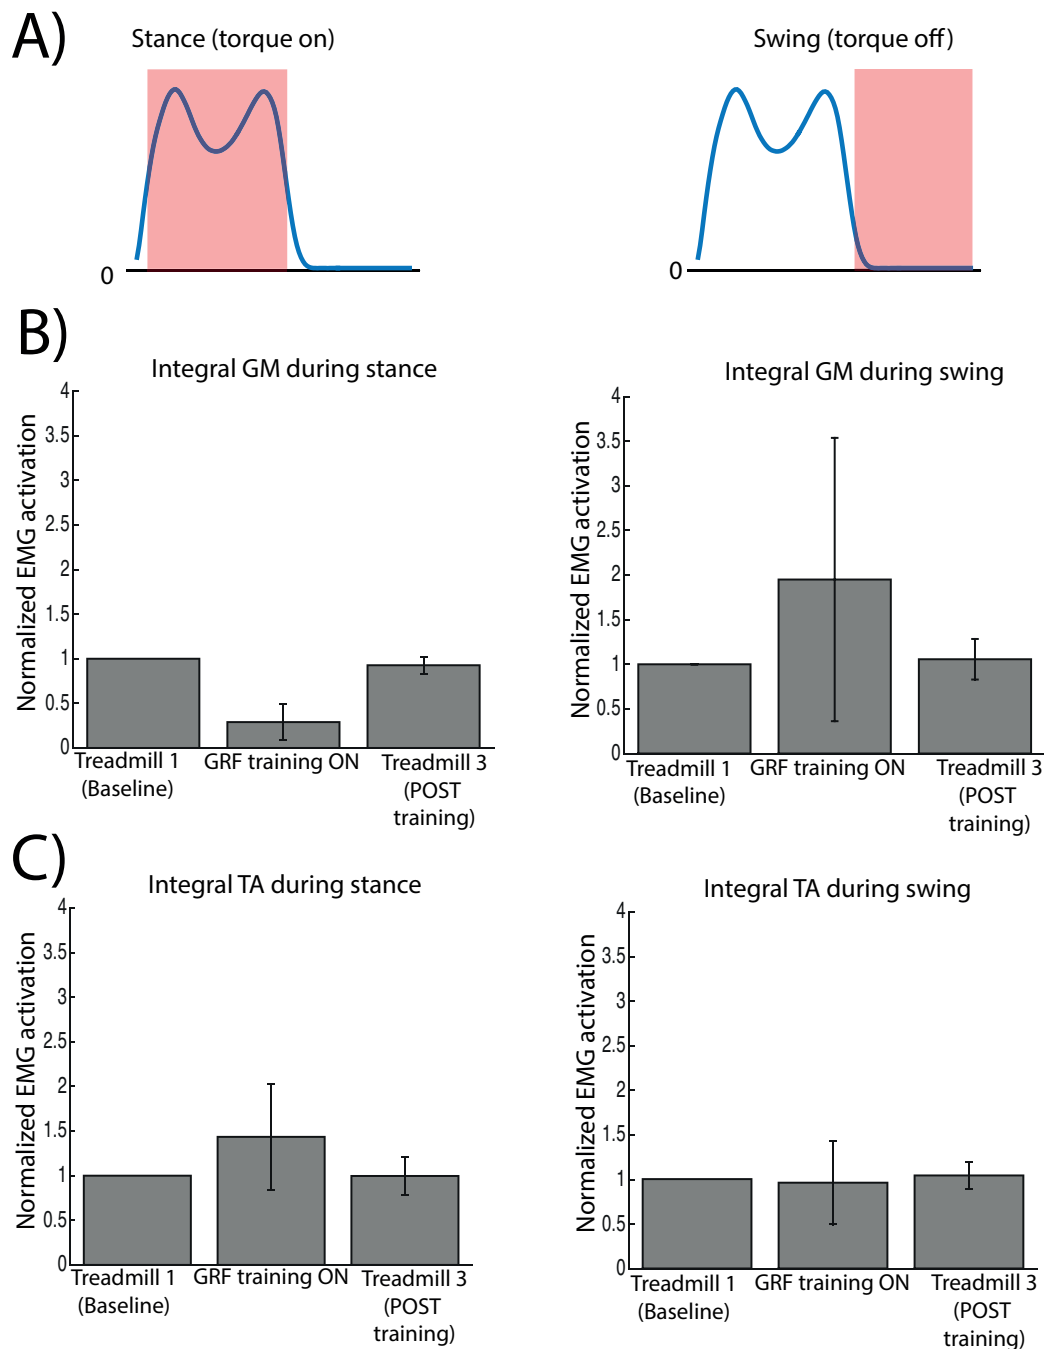 A)
Stance (torque on)
Swing (torque off)
0
0
B)
Integral GM during stance
Normalized EMG activation
4
3.5
3
2.5
2
1.5
1
0.5
0
Treadmill 1
(Baseline)
GRF training ON
Treadmill 3
(POST
training)
Integral GM during swing
Normalized EMG activation
4
3.5
3
2.5
2
1.5
1
0.5
0
Treadmill 1
(Baseline)
GRF training ON
Treadmill 3
(POST
training)
C)
Integral TA during stance
Normalized EMG activation
4
3.5
3
2.5
2
1.5
1
0.5
0
Treadmill 1
(Baseline)
GRF training ON
Treadmill 3
(POST
training)
Integral TA during swing
Normalized EMG activation
4
3.5
3
2.5
2
1.5
1
0.5
0
Treadmill 1
(Baseline)
GRF training ON
Treadmill 3
(POST
training)